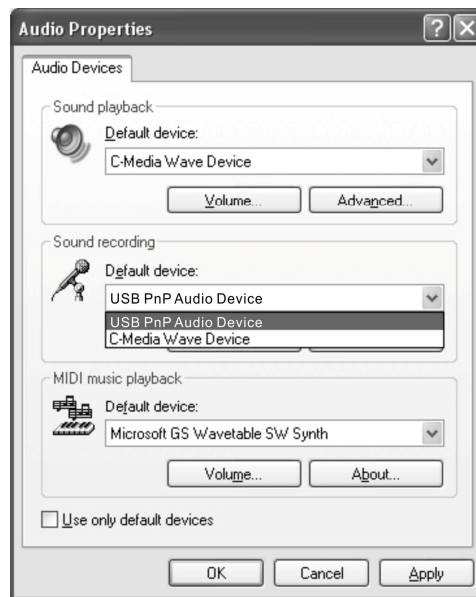 Audio Properties
Audio Devices
Sound playback
Default device:
C-Media Wave Device
Volume... Advanced...
Sound recording
Default device:
USB PnP Audio Device
USB PnP Audio Device
C-Media Wave Device
MIDI music playback
Default device:
Microsoft GS Wavetable SW Synth
Volume... About...
Use only default devices
OK Cancel Apply